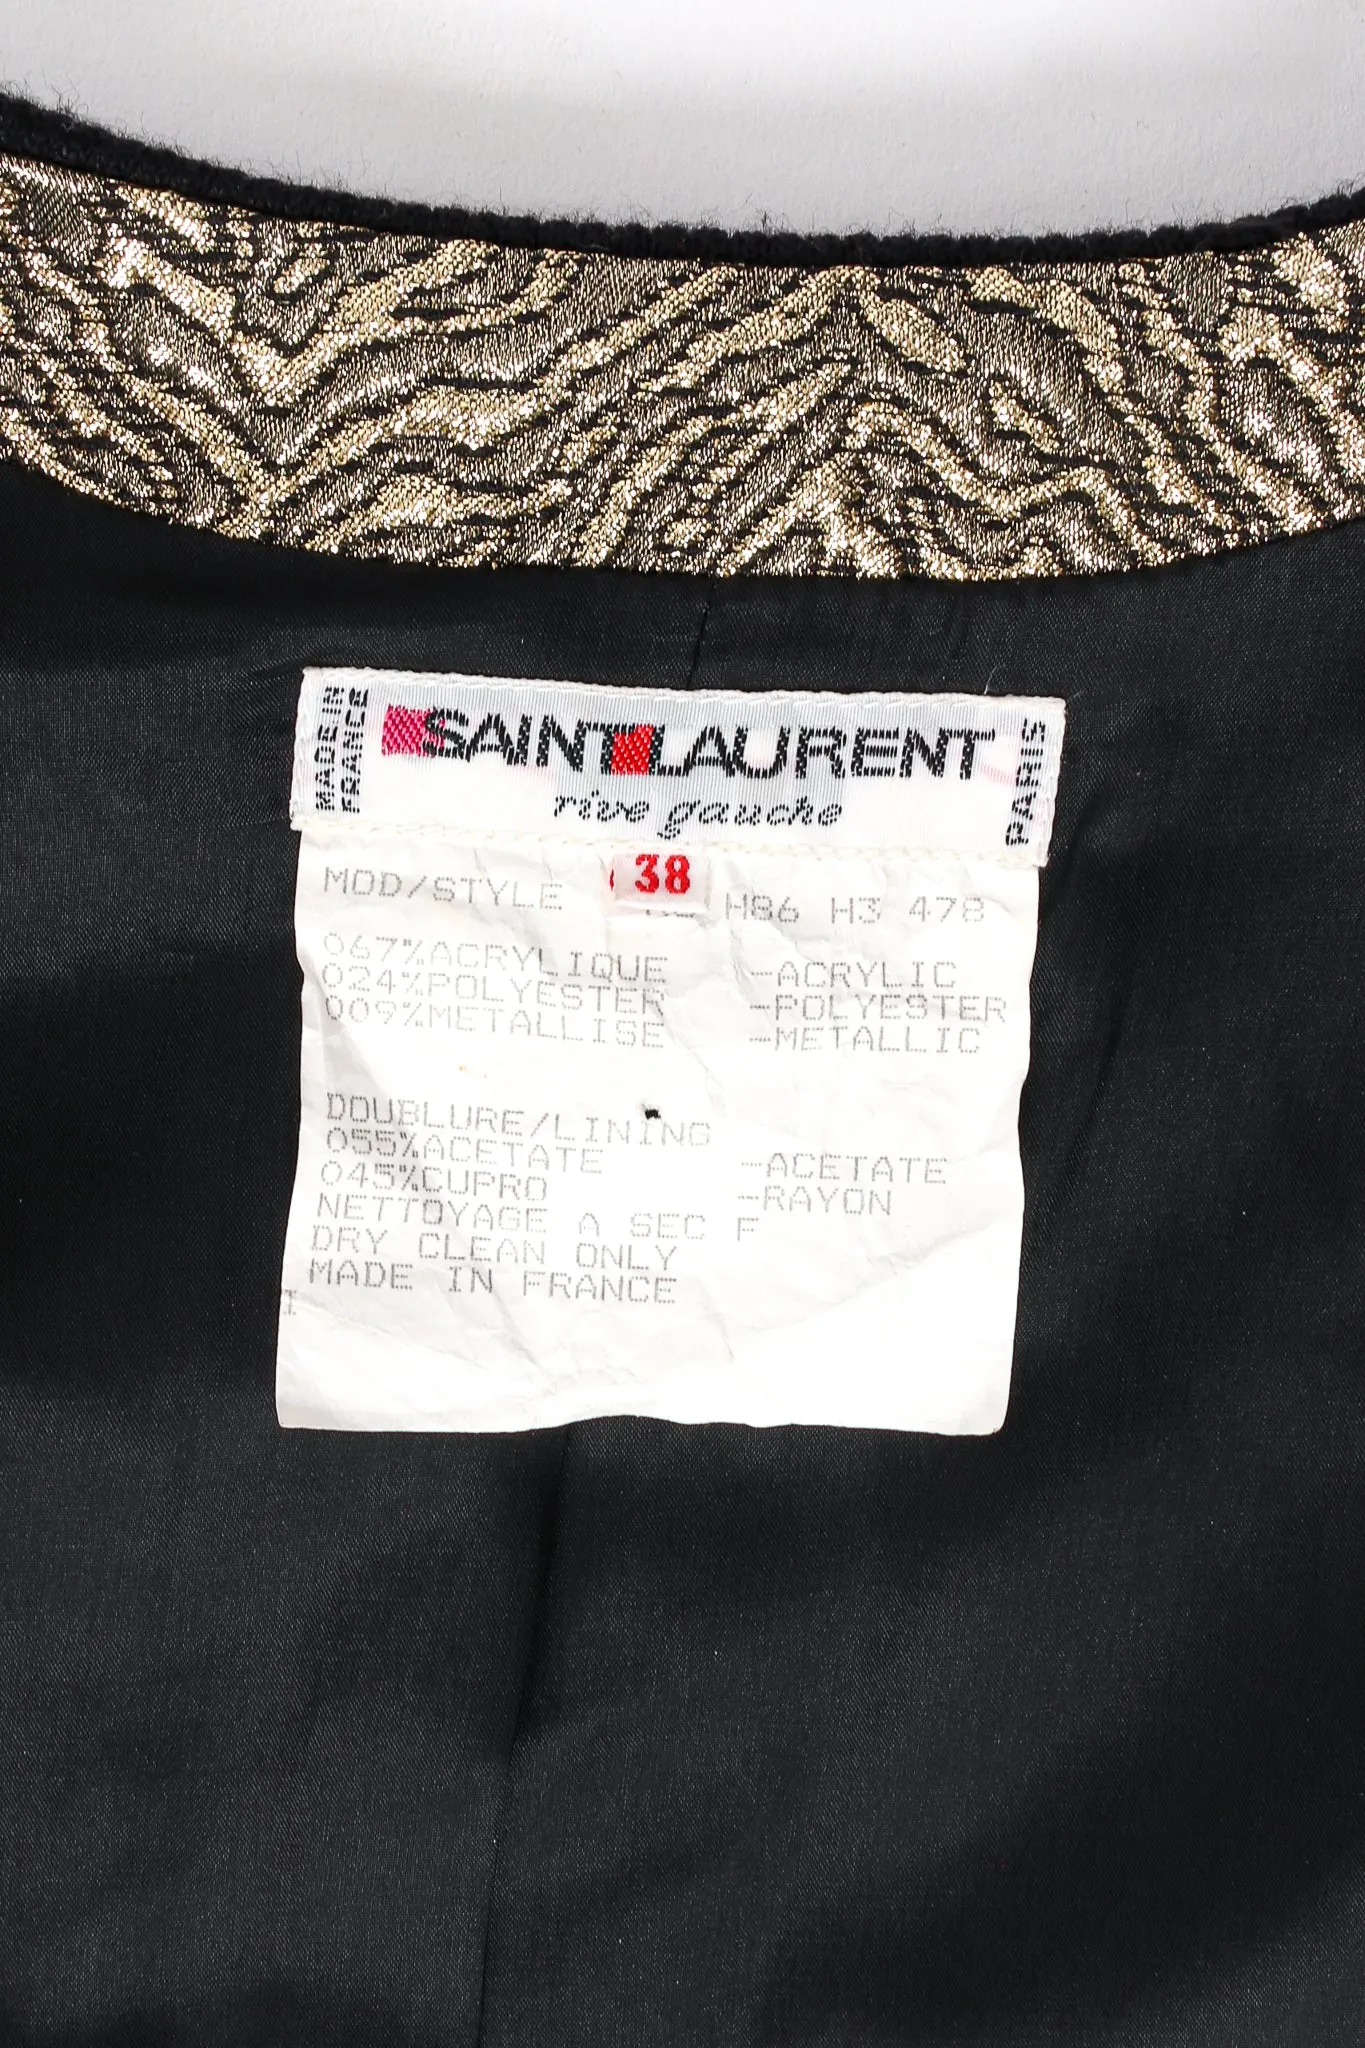 MADE IN
FRANCE
SAINT LAURENT
rive gauche
PARIS
38
MOD/STYLE H86 H3 478
067%ACRYLIQUE -ACRYLIC
024%POLYESTER -POLYESTER
009%METALLISE -METALLIC
DOUBLURE/LINING
055%ACETATE -ACETATE
045%CUPRO -RAYON
NETTOYAGE A SEC F
DRY CLEAN ONLY
MADE IN FRANCE
I